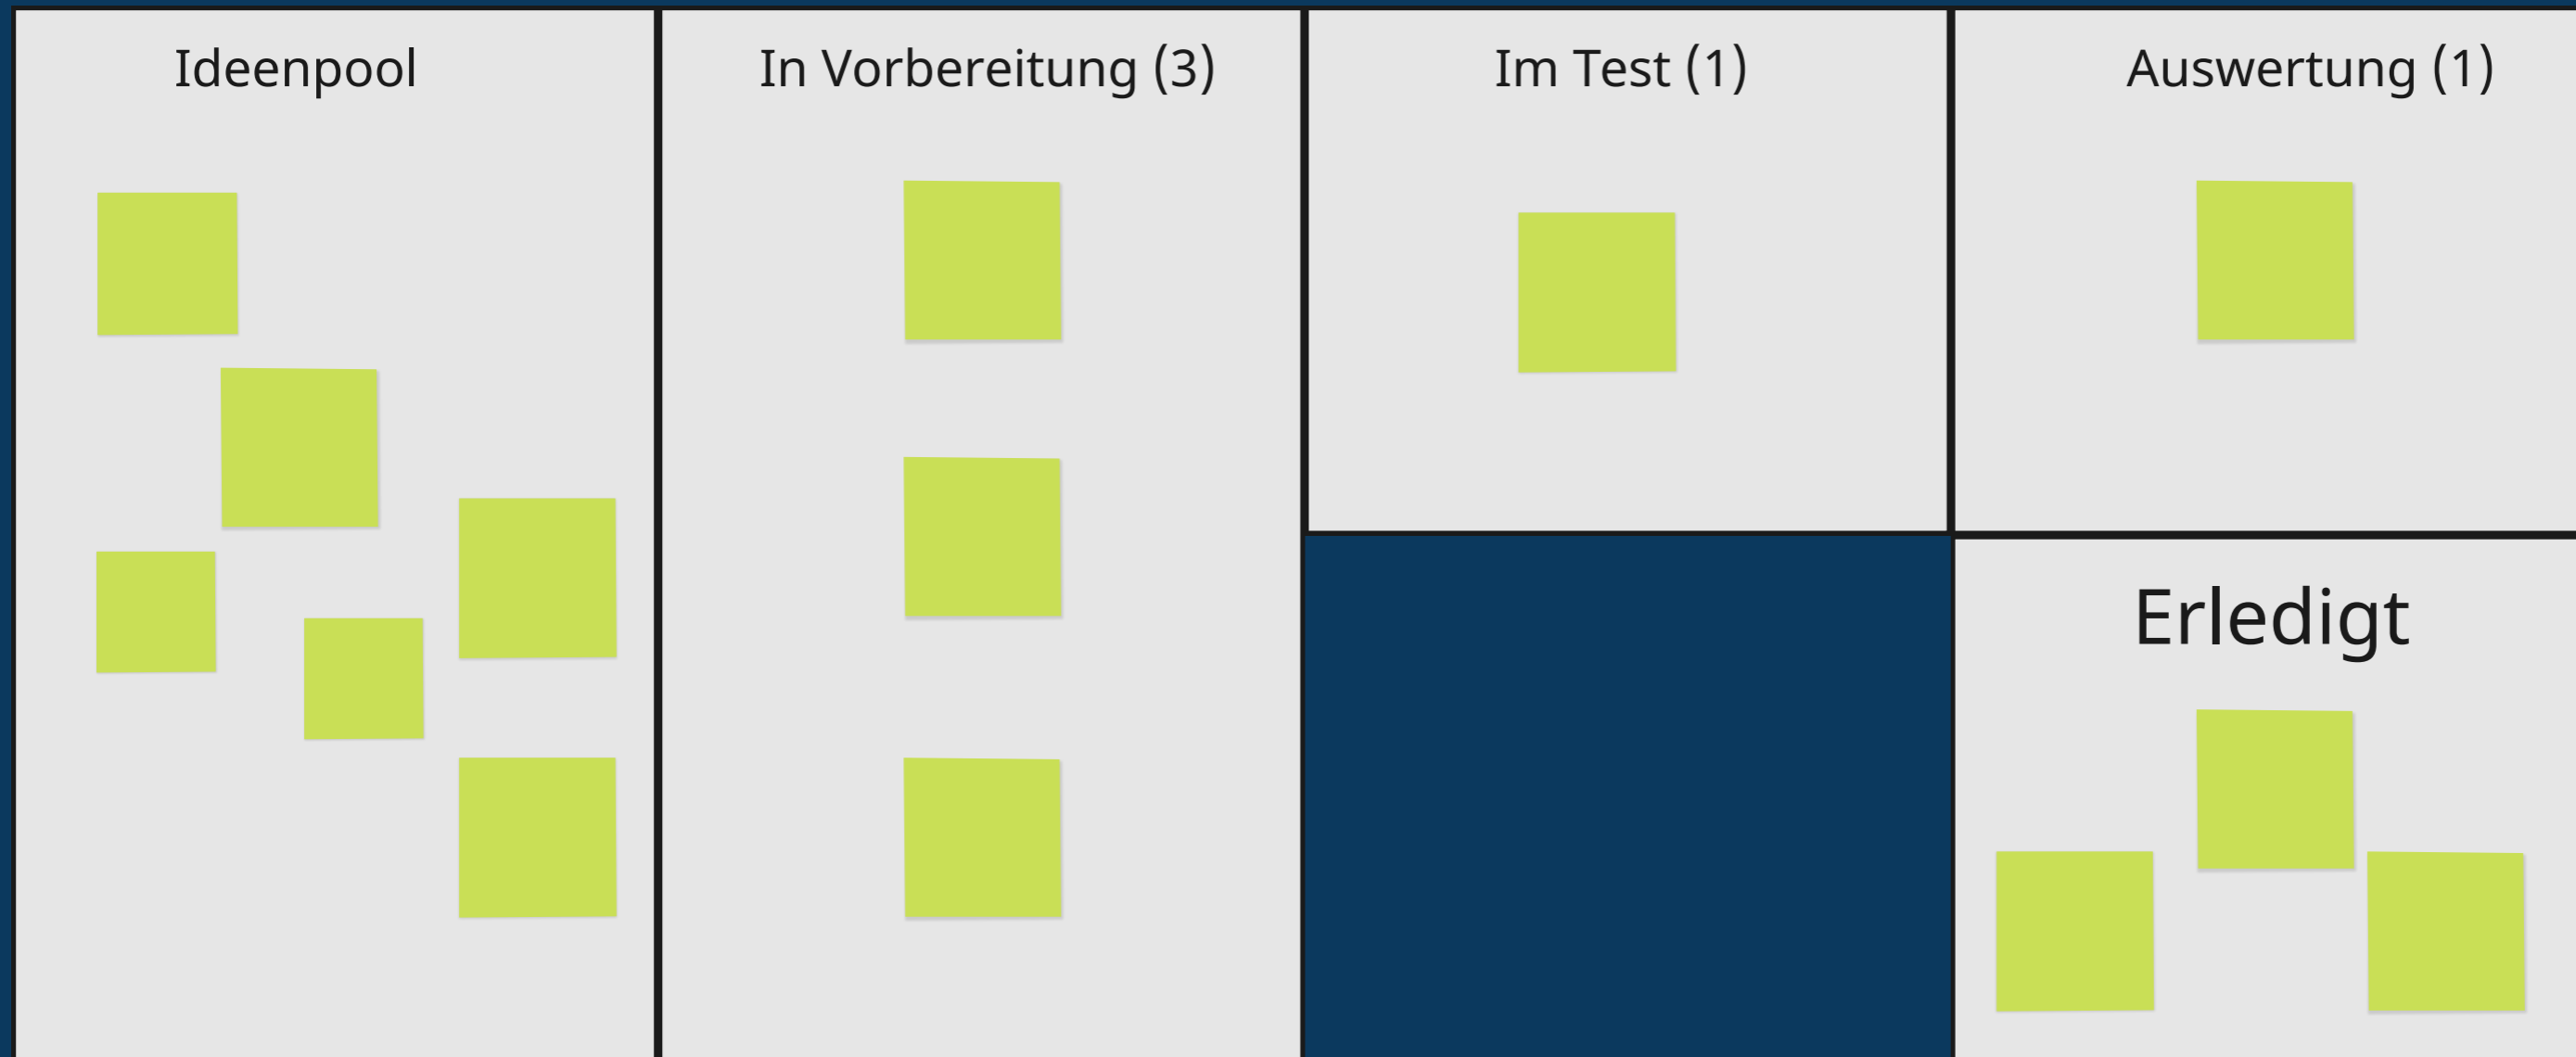 Ideenpool
In Vorbereitung (3)
Im Test (1)
Auswertung (1)
Erledigt